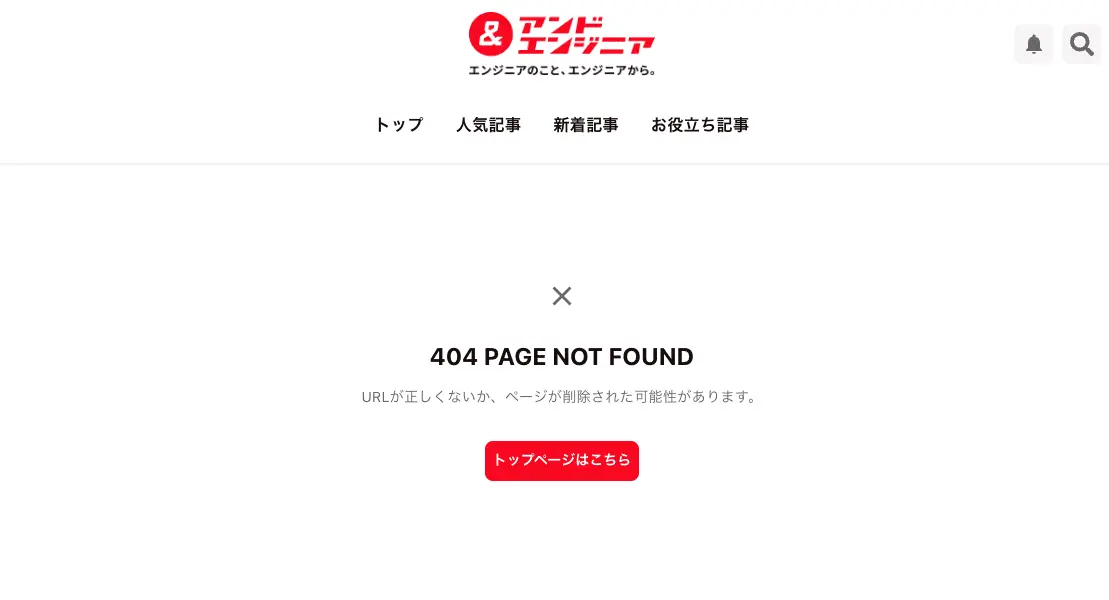 &アンド
エンジニア
エンジニアのこと、エンジニアから。
トップ 人気記事 新着記事 お役立ち記事
404 PAGE NOT FOUND
URLが正しくないか、ページが削除された可能性があります。
トップページはこちら